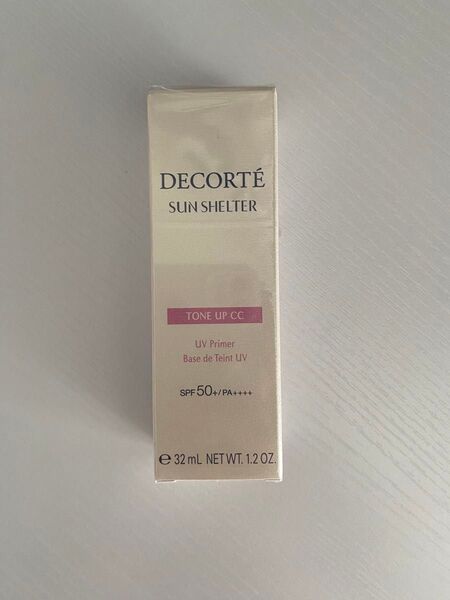 DECORTÉ
SUN SHELTER
TONE UP CC
UV Primer
Base de Teint UV
SPF50+/PA++++
℮ 32 mL NET WT. 1.2 OZ.